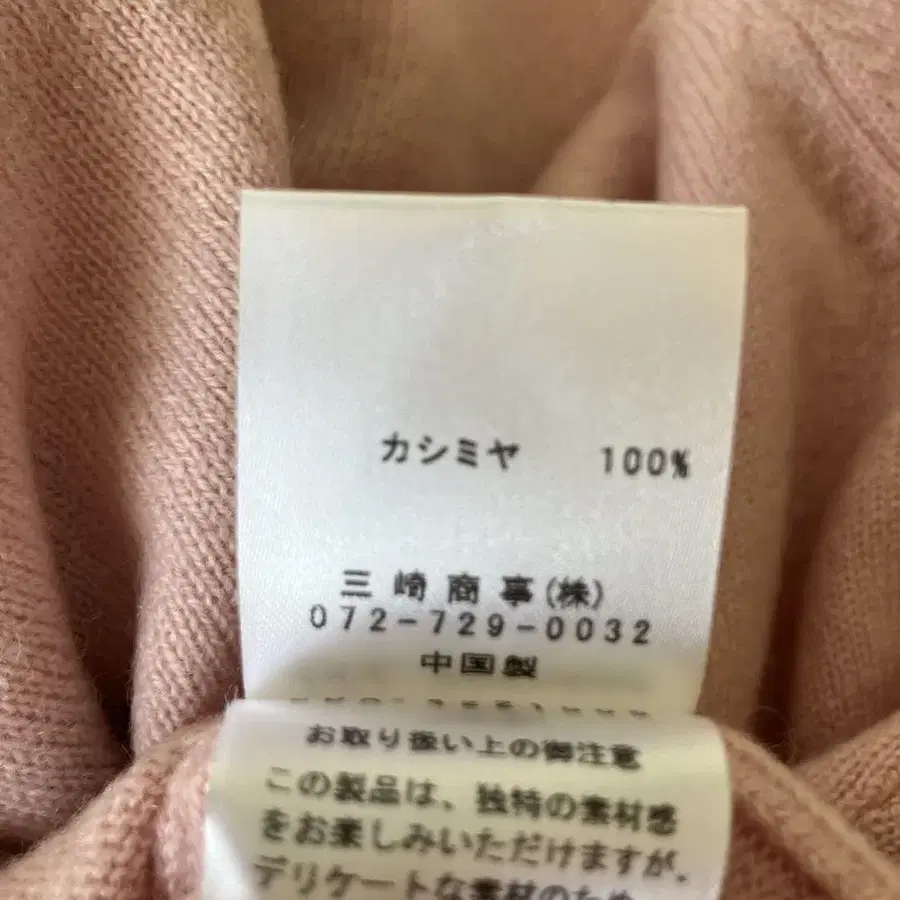 カシミヤ 100%
三崎商事(株)
072-729-0032
中国製
お取り扱い上の御注意
この製品は、独特の素材感
をお楽しみいただけますが、
デリケートな素材のため